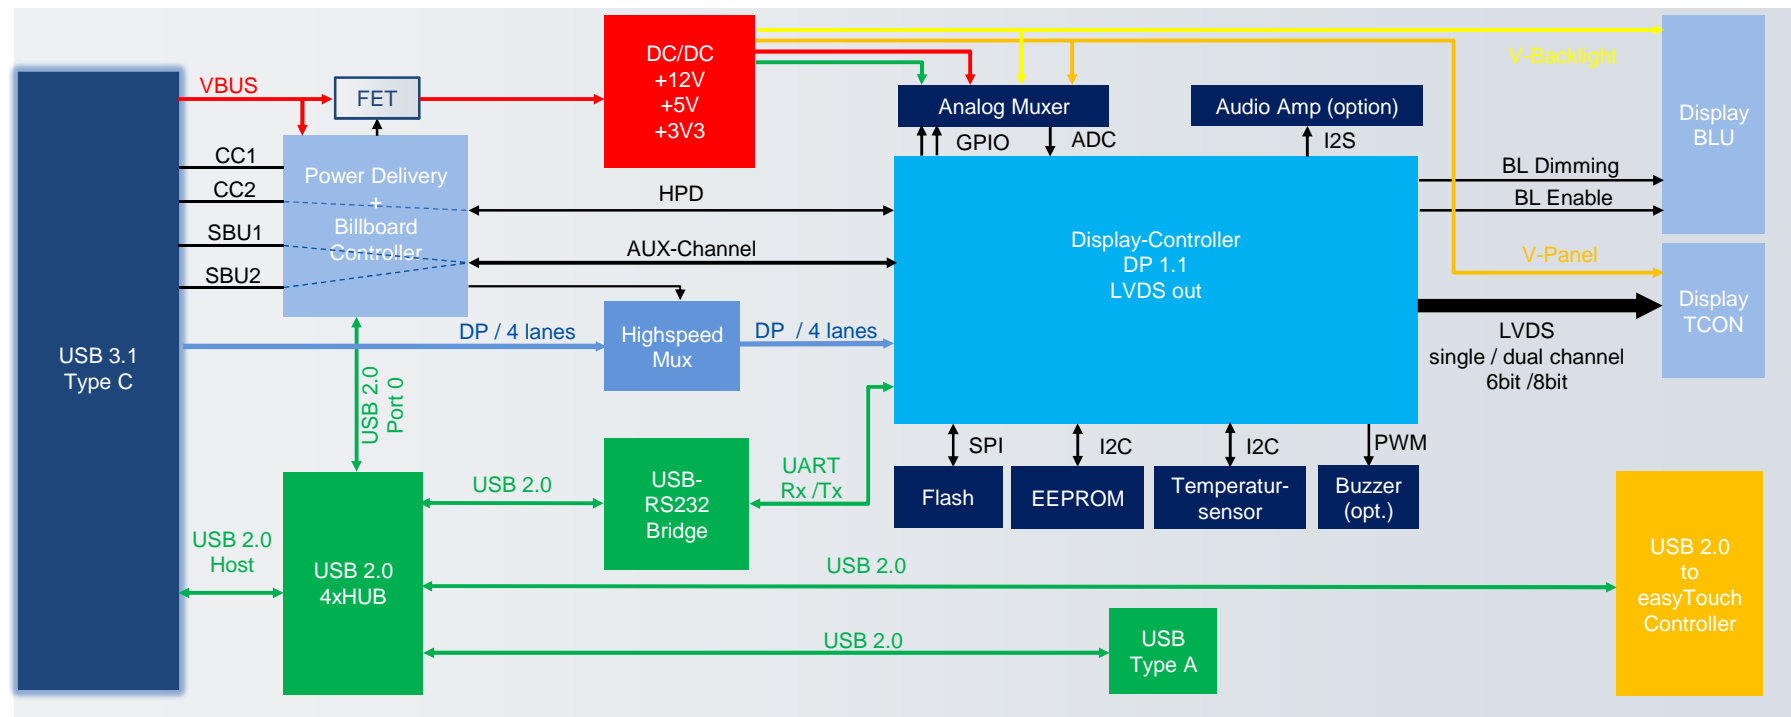 VBUS
FET
DC/DC
+12V
+5V
+3V3
V-Backlight
Analog Muxer
GPIO
ADC
Audio Amp (option)
I2S
Display
BLU
CC1
CC2
SBU1
SBU2
Power Delivery
+
Billboard
Controller
HPD
AUX-Channel
Display-Controller
DP 1.1
LVDS out
BL Dimming
BL Enable
V-Panel
Display
TCON
LVDS
single / dual channel
6bit /8bit
USB 3.1
Type C
DP / 4 lanes
Highspeed
Mux
DP / 4 lanes
USB 2.0
Port 0
SPI
I2C
I2C
PWM
Flash
EEPROM
Temperatur-
sensor
Buzzer
(opt.)
USB 2.0
USB-
RS232
Bridge
UART
Rx /Tx
USB 2.0
Host
USB 2.0
4xHUB
USB 2.0
USB 2.0
to
easyTouch
Controller
USB 2.0
USB
Type A